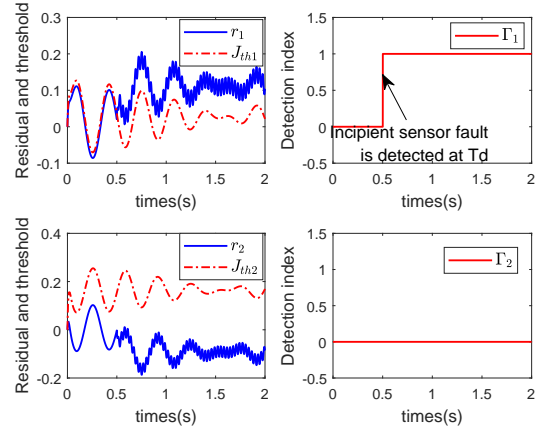 0.3
0.2
0.1
0
-0.1
Residual and threshold
r1
Jth1
0 0.5 1 1.5 2
times(s)
1.5
1
0.5
0
-0.5
Detection index
Γ1
Incipient sensor fault
is detected at Td
0 0.5 1 1.5 2
times(s)
0.4
0.2
0
-0.2
Residual and threshold
r2
Jth2
0 0.5 1 1.5 2
times(s)
1.5
1
0.5
0
-0.5
Detection index
Γ2
0 0.5 1 1.5 2
times(s)